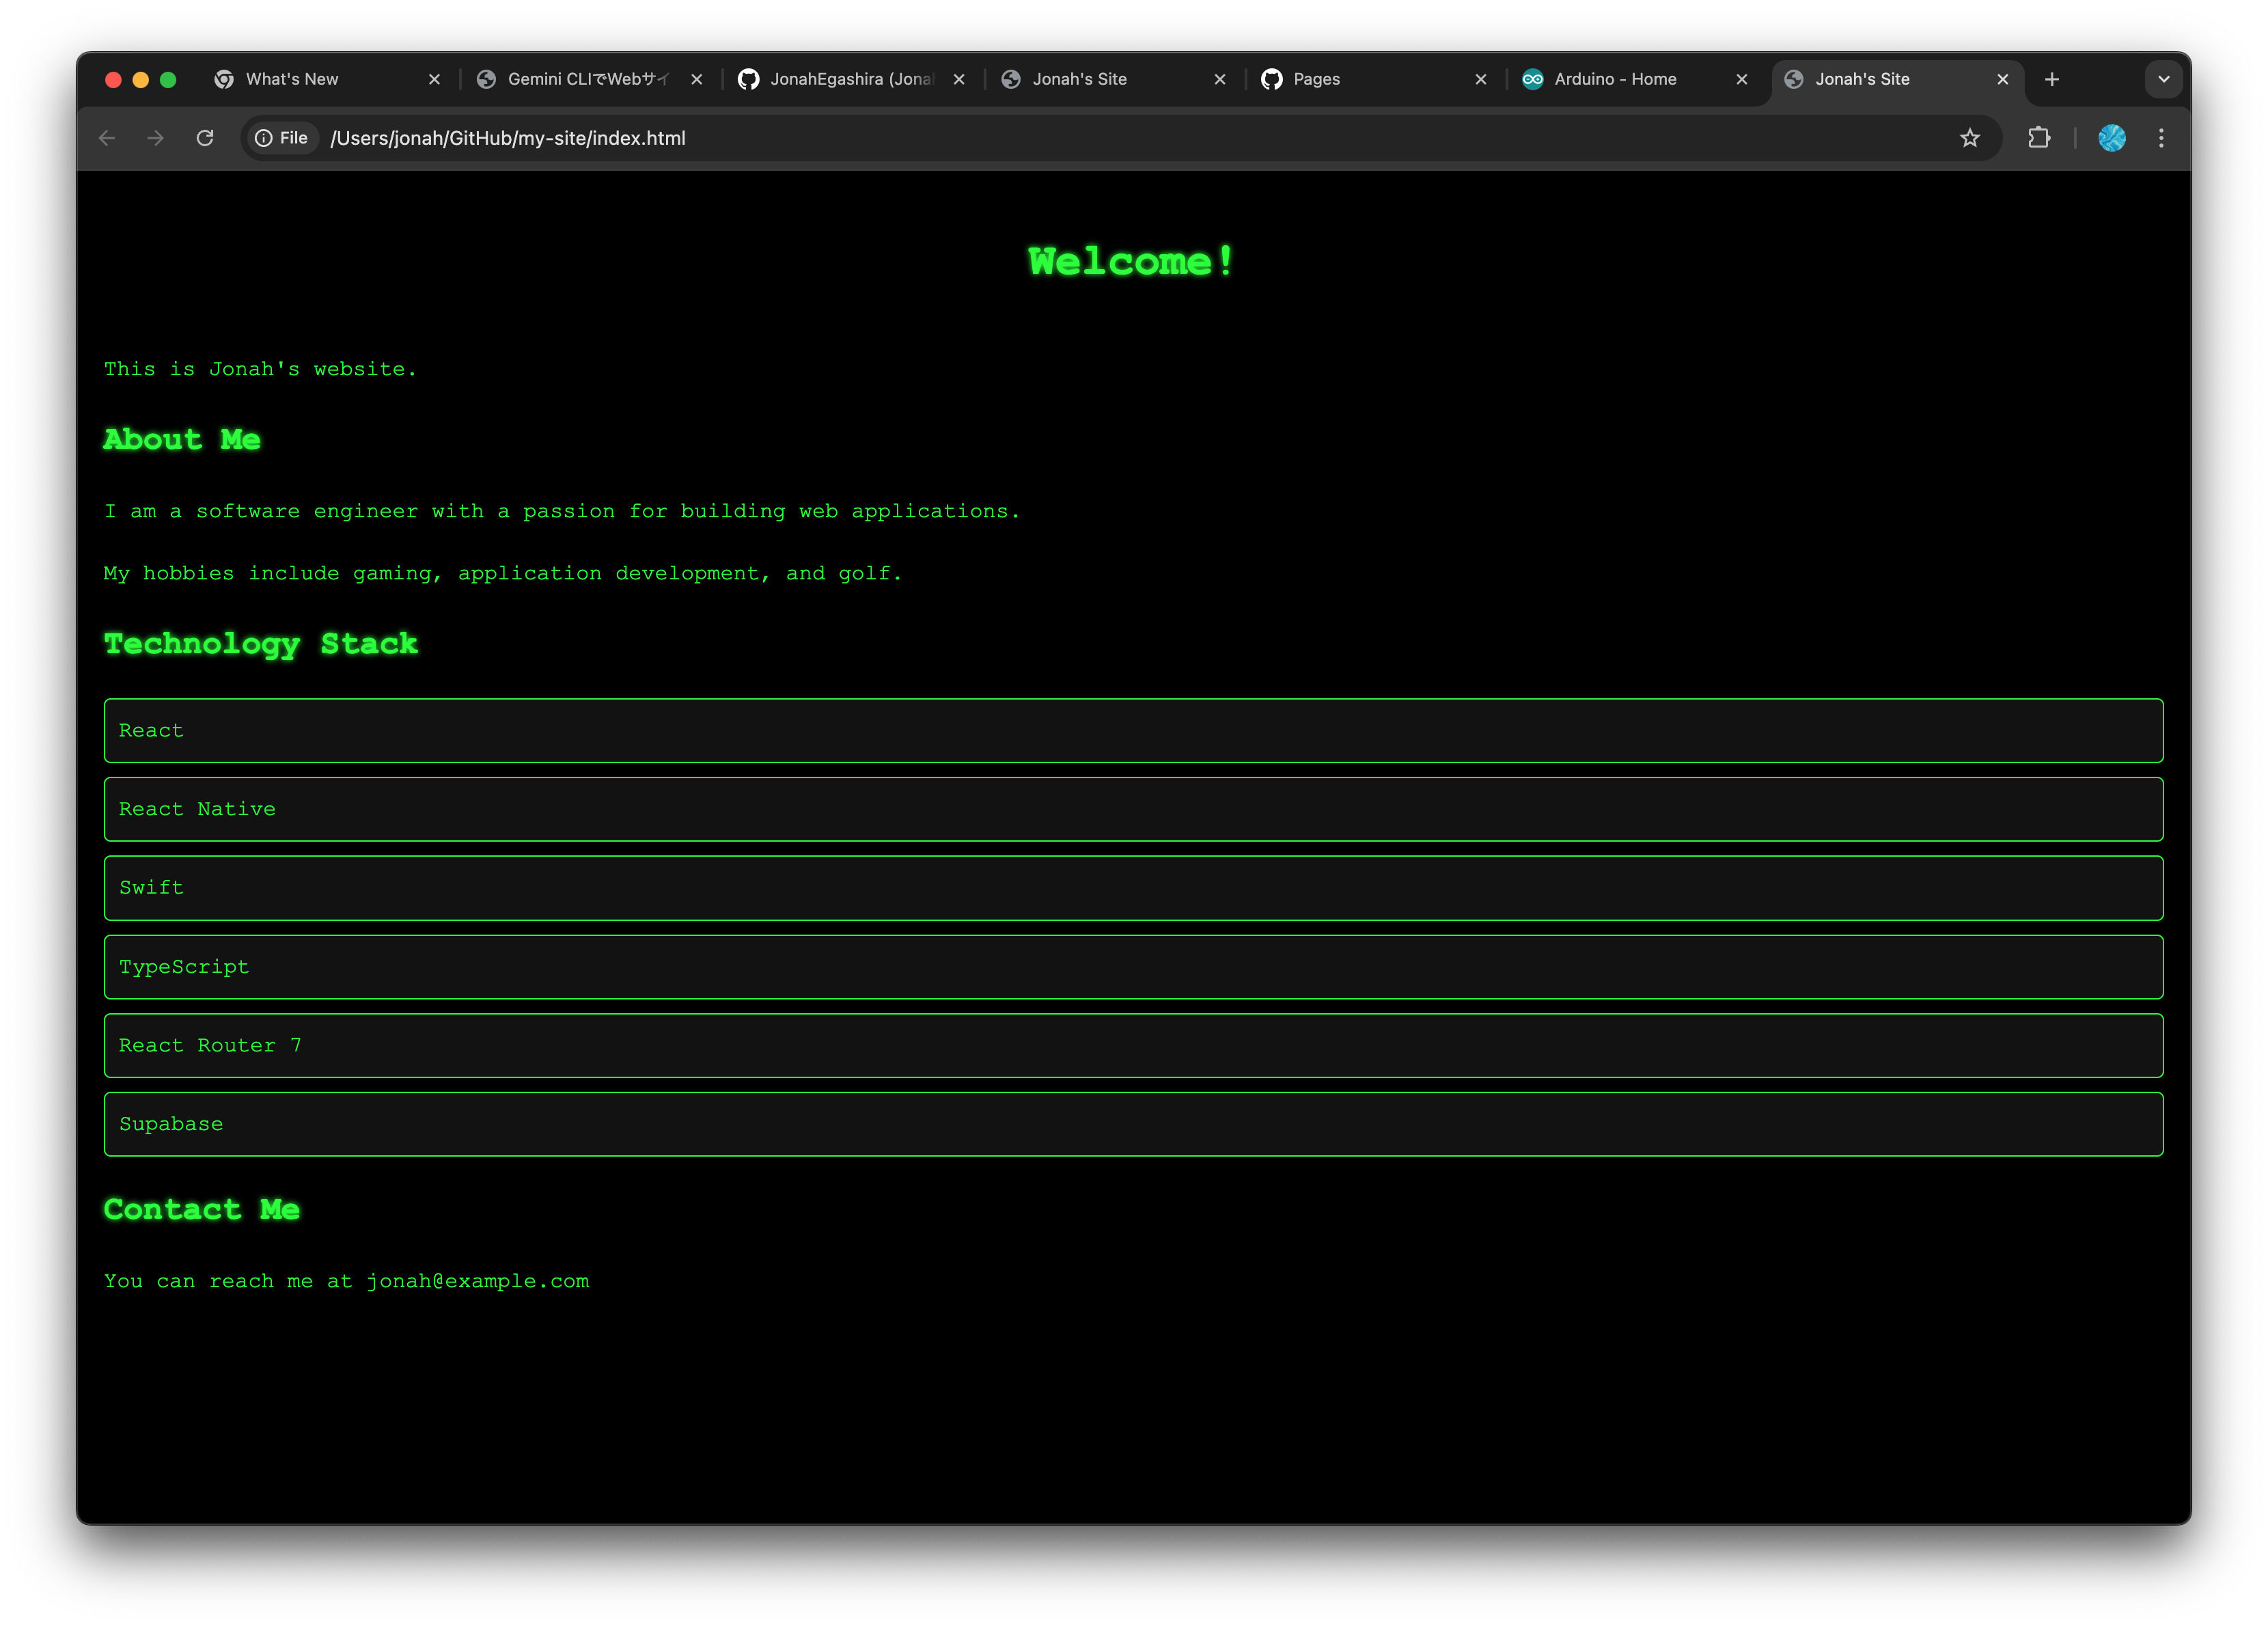 What's New
Gemini CLIでWebサイ
JonahEgashira (Jona
Jonah's Site
Pages
Arduino - Home
Jonah's Site
File
/Users/jonah/GitHub/my-site/index.html
Welcome!
This is Jonah's website.
About Me
I am a software engineer with a passion for building web applications.
My hobbies include gaming, application development, and golf.
Technology Stack
React
React Native
Swift
TypeScript
React Router 7
Supabase
Contact Me
You can reach me at jonah@example.com